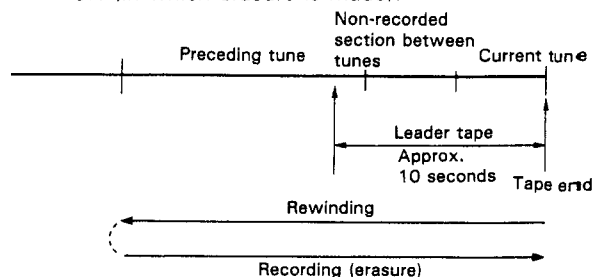 Non-recorded
section between
Preceding tune tunes Current tune
Leader tape
Approx.
10 seconds
Tape end
Rewinding
Recording (erasure)